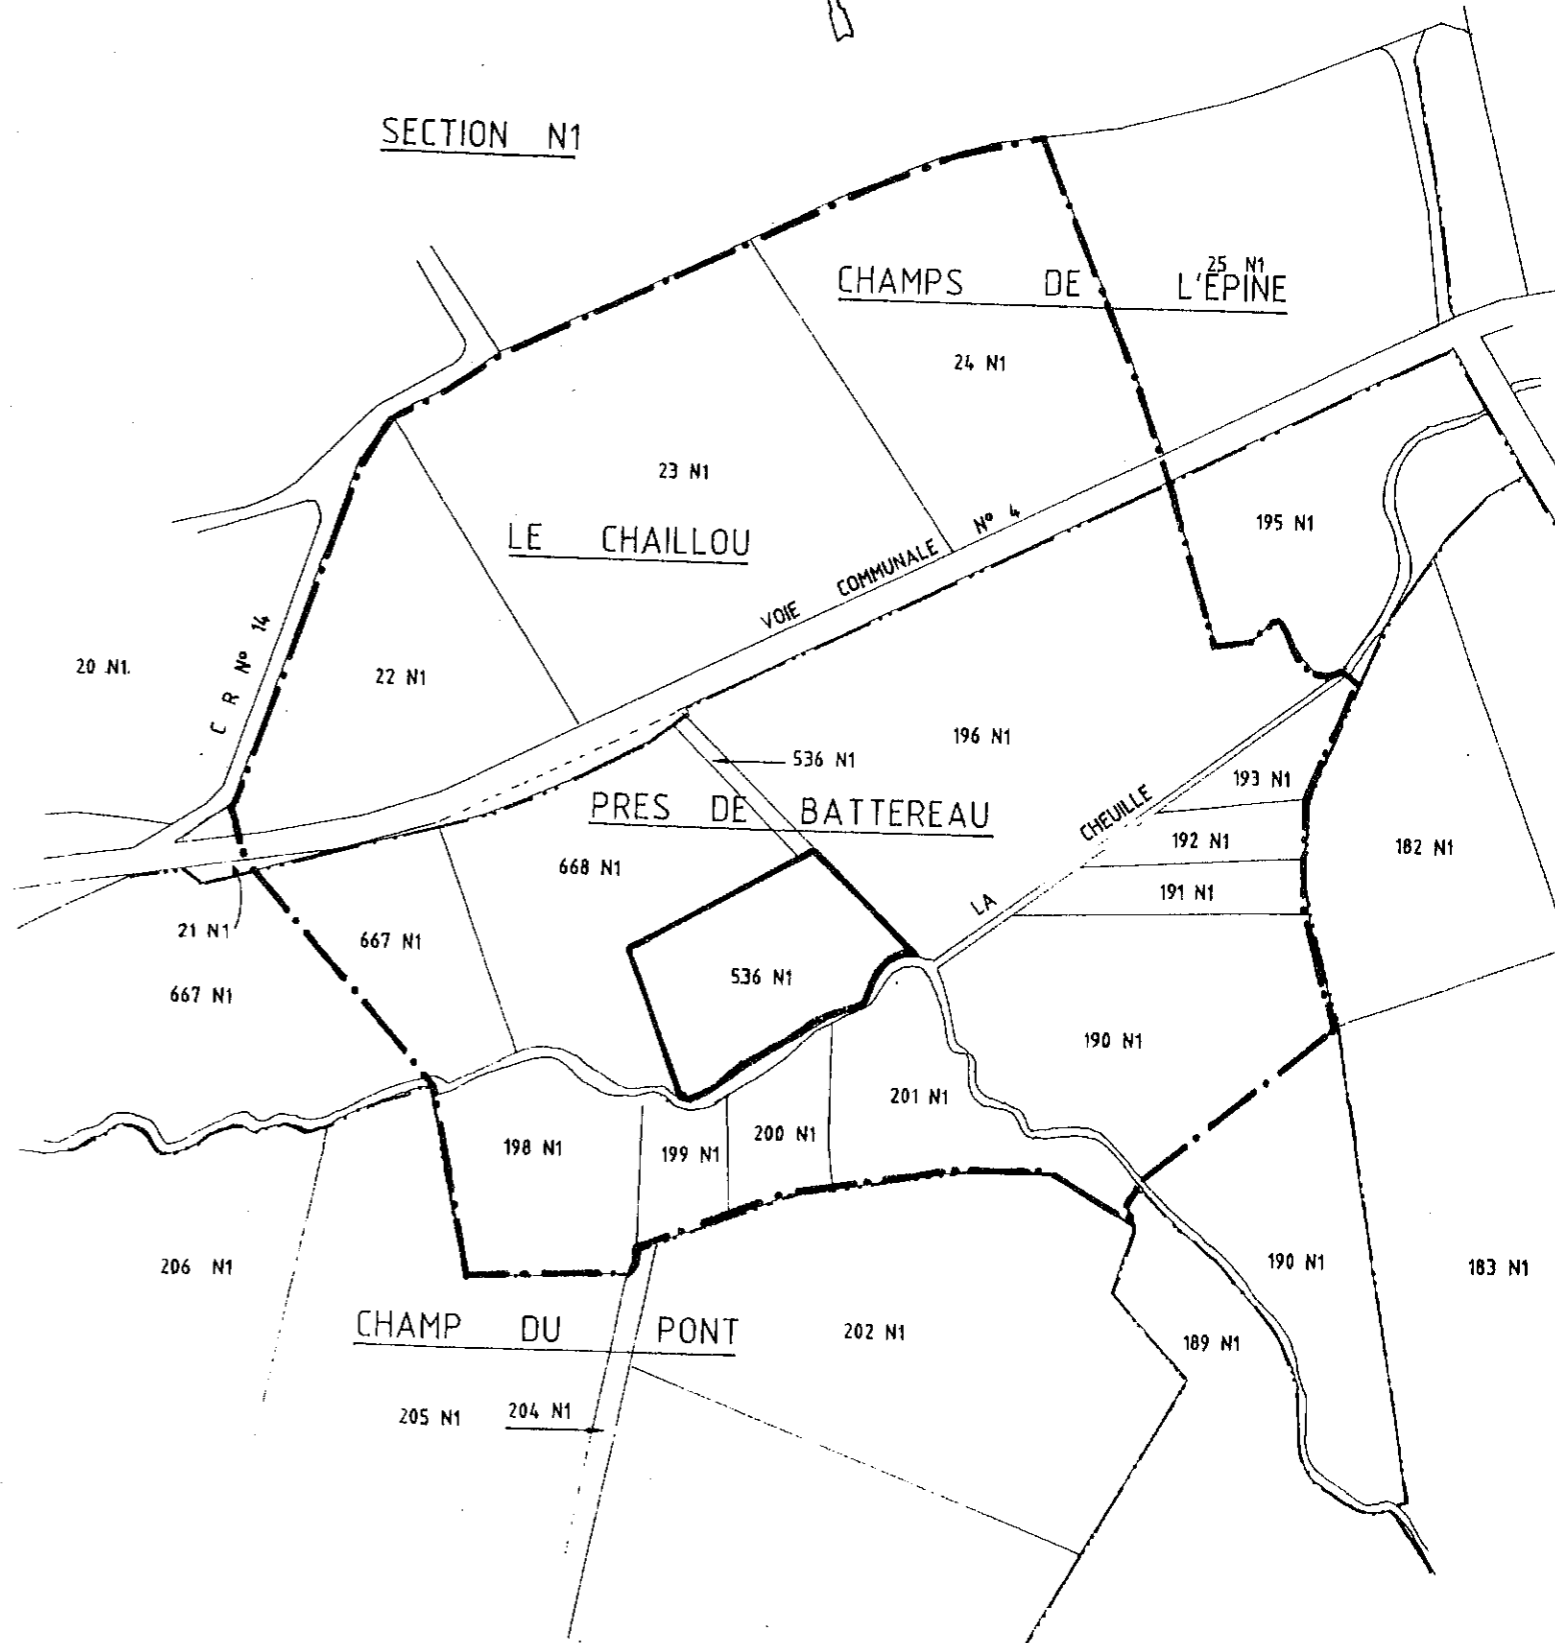 SECTION N1
25 N1
CHAMPS DE L'ÉPINE
24 N1
23 N1
LE CHAILLOU
VOIE COMMUNALE N° 4
195 N1
C R N° 14
20 N1.
22 N1
196 N1
536 N1
193 N1
PRES DE BATTEREAU
LA CHEUILLE
192 N1
182 N1
668 N1
191 N1
21 N1
667 N1
536 N1
667 N1
190 N1
201 N1
198 N1
199 N1
200 N1
206 N1
190 N1
183 N1
CHAMP DU PONT
202 N1
189 N1
205 N1
204 N1